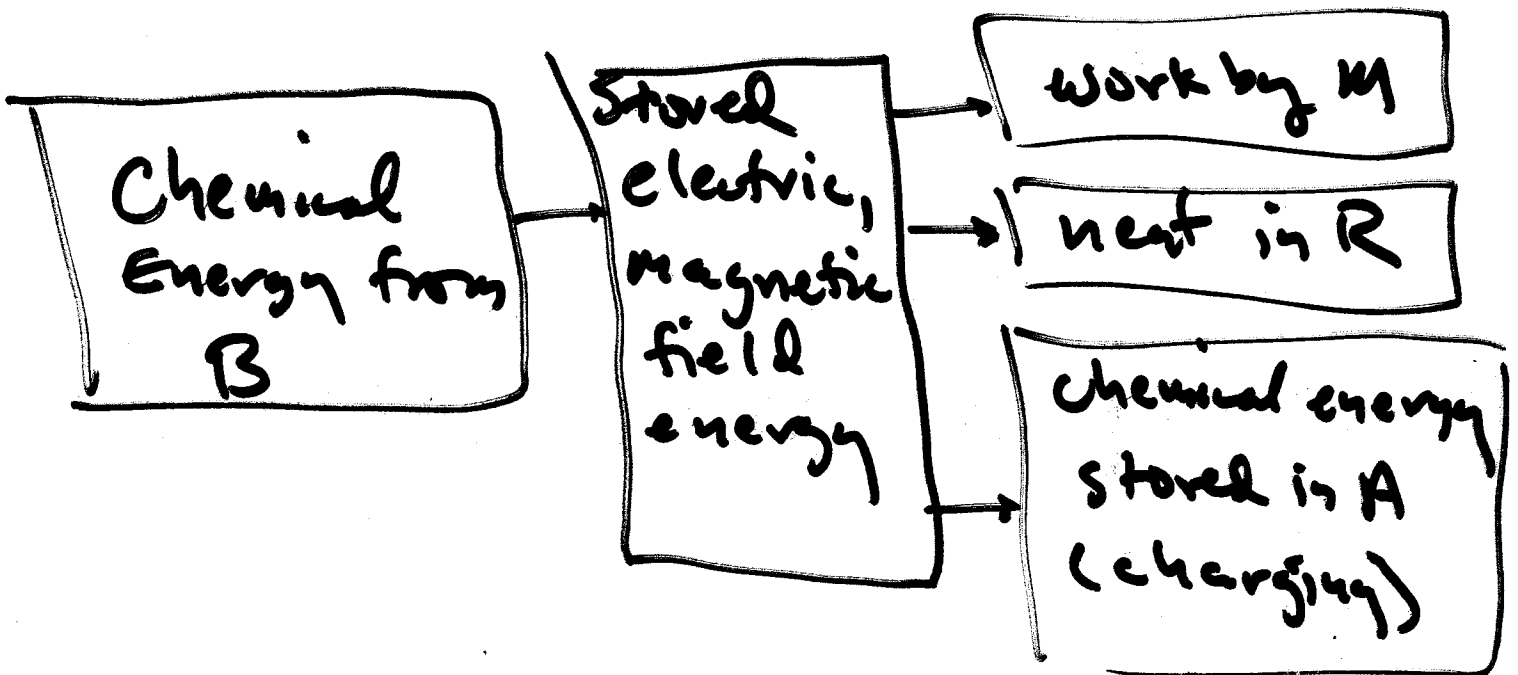 Chemical
Energy from
B
Stored
electric,
magnetic
field
energy
work by M
heat in R
chemical energy
stored in A
(charging)